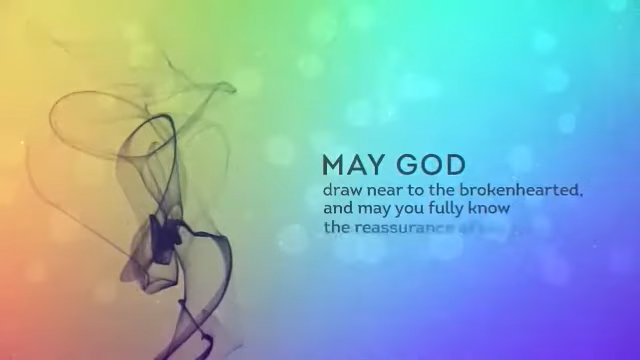 MAY GOD
draw near to the brokenhearted,
and may you fully know
the reassurance